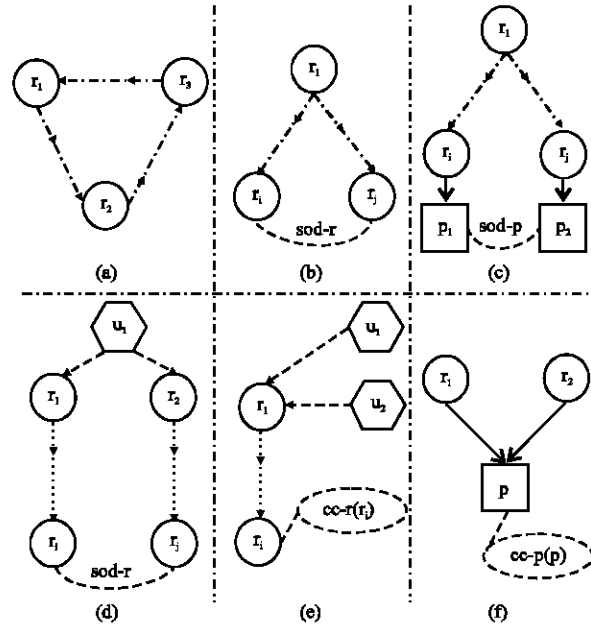 r₁ r₃
r₂
(a)
r₁
rᵢ rⱼ
sod-r
(b)
r₁
rᵢ rⱼ
p₁ sod-p p₂
(c)
u₁
r₁ r₂
rᵢ rⱼ
sod-r
(d)
u₁
r₁ u₂
cc-r(rᵢ)
rᵢ
(e)
r₁ r₂
p
cc-p(p)
(f)